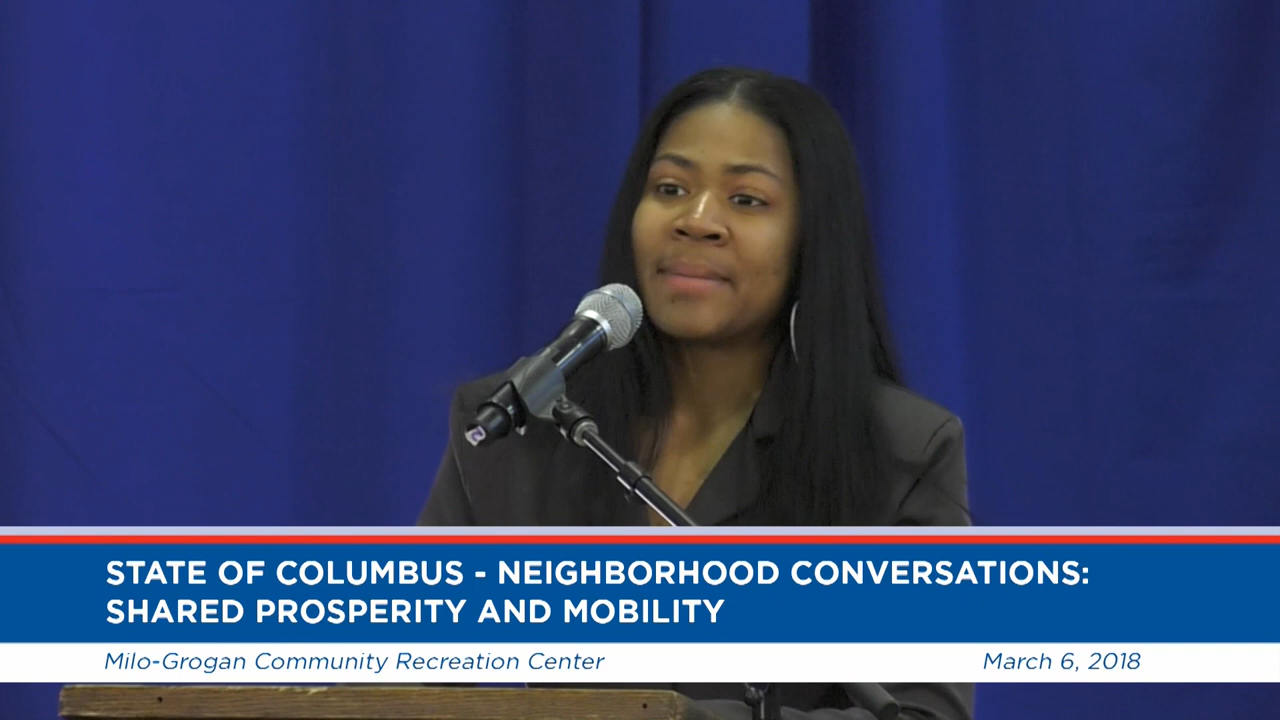 STATE OF COLUMBUS - NEIGHBORHOOD CONVERSATIONS:
SHARED PROSPERITY AND MOBILITY
Milo-Grogan Community Recreation Center
March 6, 2018